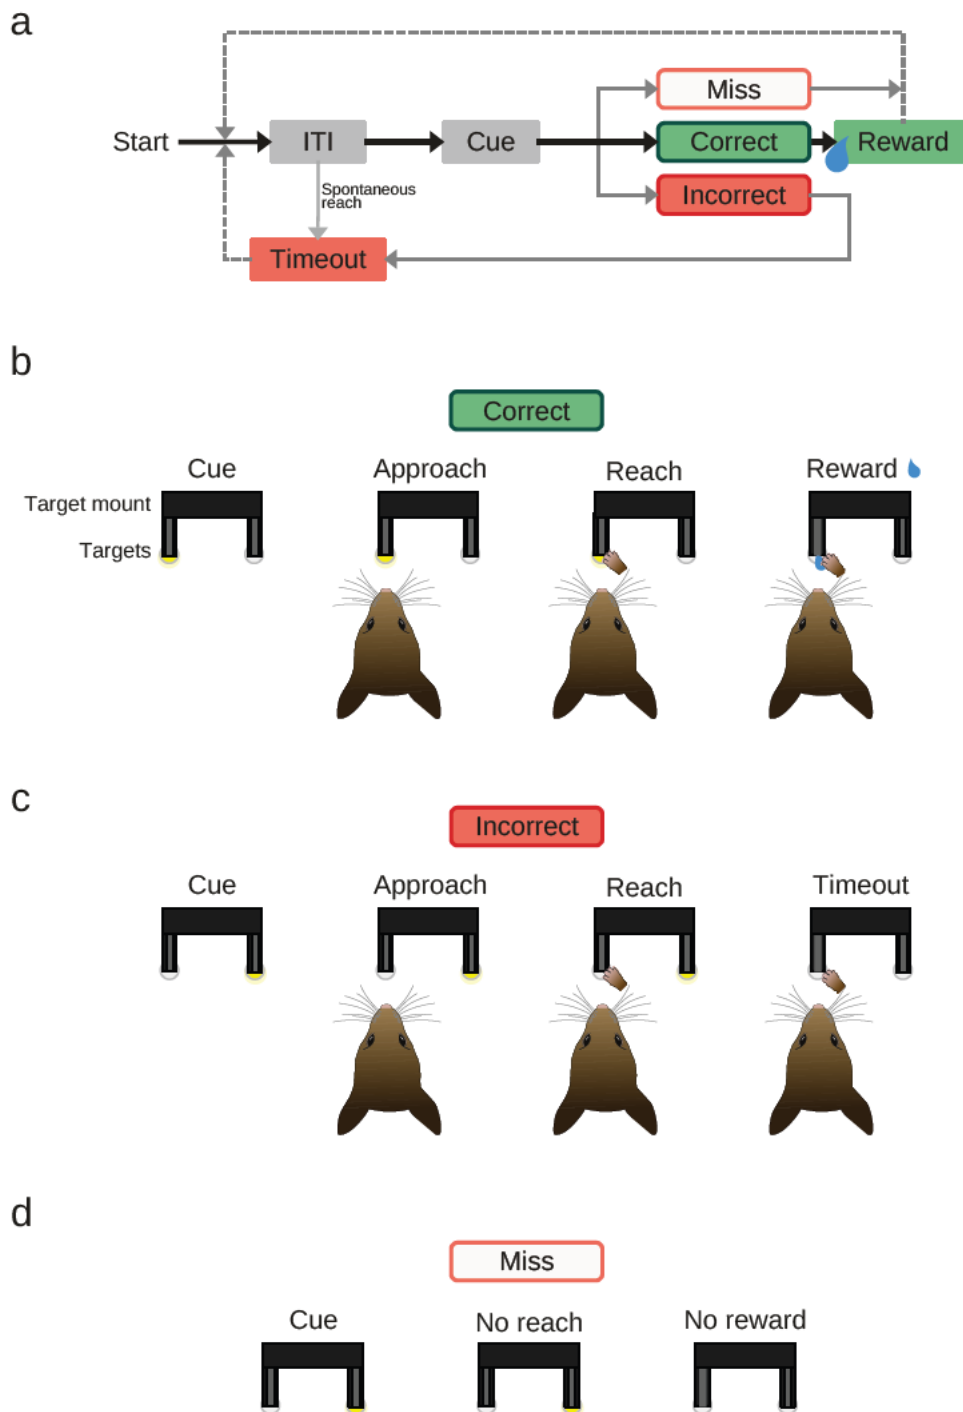 a
Start
ITI
Cue
Miss
Correct
Reward
Incorrect
Spontaneous
reach
Timeout
b
Correct
Cue
Approach
Reach
Reward
Target mount
Targets
c
Incorrect
Cue
Approach
Reach
Timeout
d
Miss
Cue
No reach
No reward